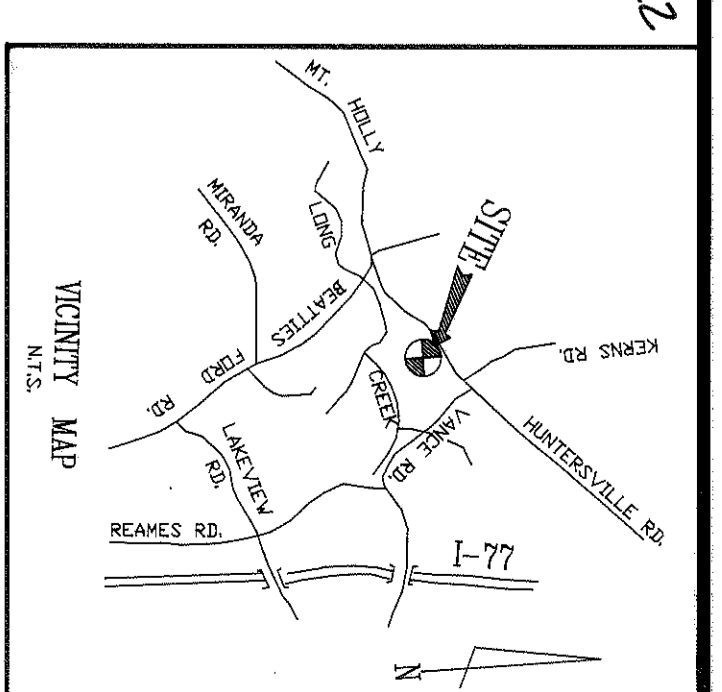 22
MT. HOLLY
HUNTERSVILLE RD.
SITE
KERNS RD.
MIRANDA
RD.
LONG
CREEK
BEATTIES
FORD
RD.
VANCE RD.
LAKEVIEW
RD.
REAMES RD.
I-77
N
VICINITY MAP
N.T.S.